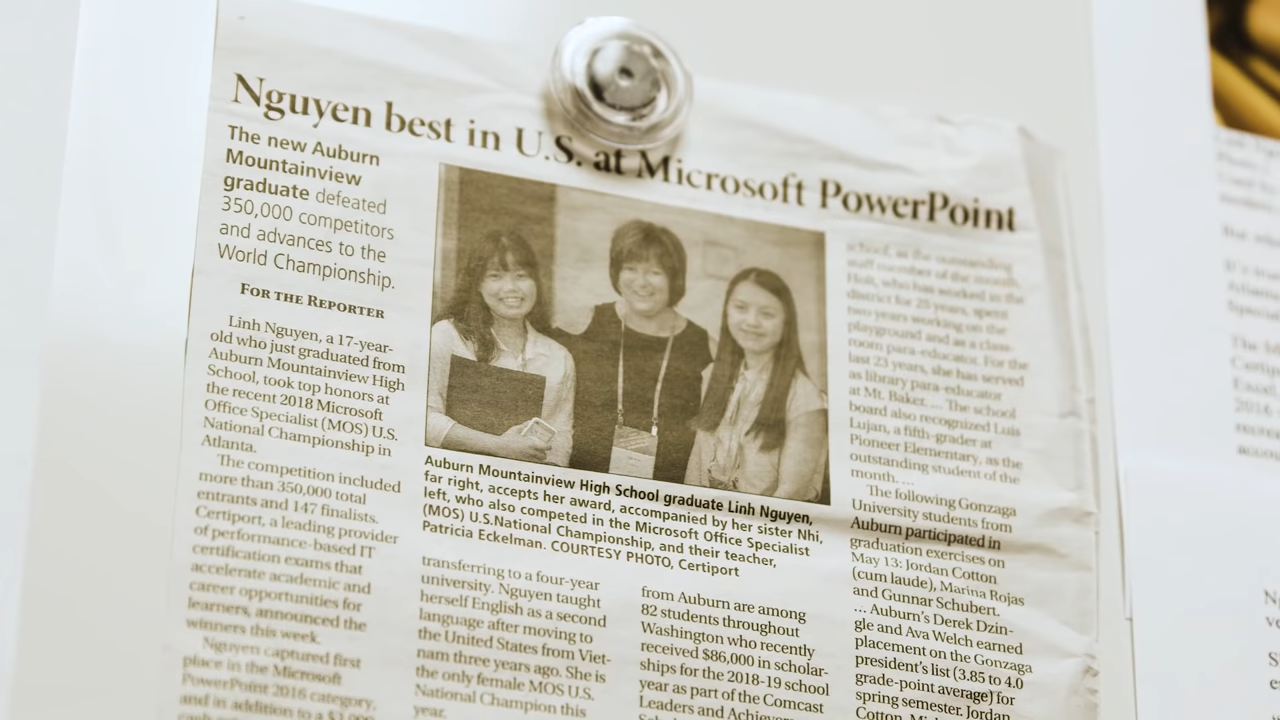 Nguyen best in U.S. at Microsoft PowerPoint
The new Auburn
Mountainview
graduate defeated
350,000 competitors
and advances to the
World Championship.
FOR THE REPORTER
Linh Nguyen, a 17-year-
old who just graduated from
Auburn Mountainview High
School, took top honors at
the recent 2018 Microsoft
Office Specialist (MOS) U.S.
National Championship in
Atlanta.
The competition included
more than 350,000 total
entrants and 147 finalists.
Certiport, a leading provider
of performance-based IT
certification exams that
accelerate academic and
career opportunities for
learners, announced the
winners this week.
Nguyen captured first
place in the Microsoft
PowerPoint 2016 category,
and in addition to a $3,000
Auburn Mountainview High School graduate Linh Nguyen,
far right, accepts her award, accompanied by her sister Nhi,
left, who also competed in the Microsoft Office Specialist
(MOS) U.S.National Championship, and their teacher,
Patricia Eckelman. COURTESY PHOTO, Certiport
transferring to a four-year
university. Nguyen taught
herself English as a second
language after moving to
the United States from Viet-
nam three years ago. She is
the only female MOS U.S.
National Champion this
year.
from Auburn are among
82 students throughout
Washington who recently
received $86,000 in scholar-
ships for the 2018-19 school
year as part of the Comcast
Leaders and
school, as the outstanding
staff member of the month.
Holt, who has worked in the
district for 25 years, spent
two years working on the
playground and as a class-
room para-educator. For the
last 23 years, she has served
as library para-educator
at Mt. Baker. ... The school
board also recognized Luis
Lujan, a fifth-grader at
Pioneer Elementary, as the
outstanding student of the
month. ...
The following Gonzaga
University students from
Auburn participated in
graduation exercises on
May 13: Jordan Cotton
(cum laude), Marina Rojas
and Gunnar Schubert.
... Auburn's Derek Dzin-
gle and Ava Welch earned
placement on the Gonzaga
president's list (3.85 to 4.0
grade-point average) for
spring semester. Jordan
Cotton,